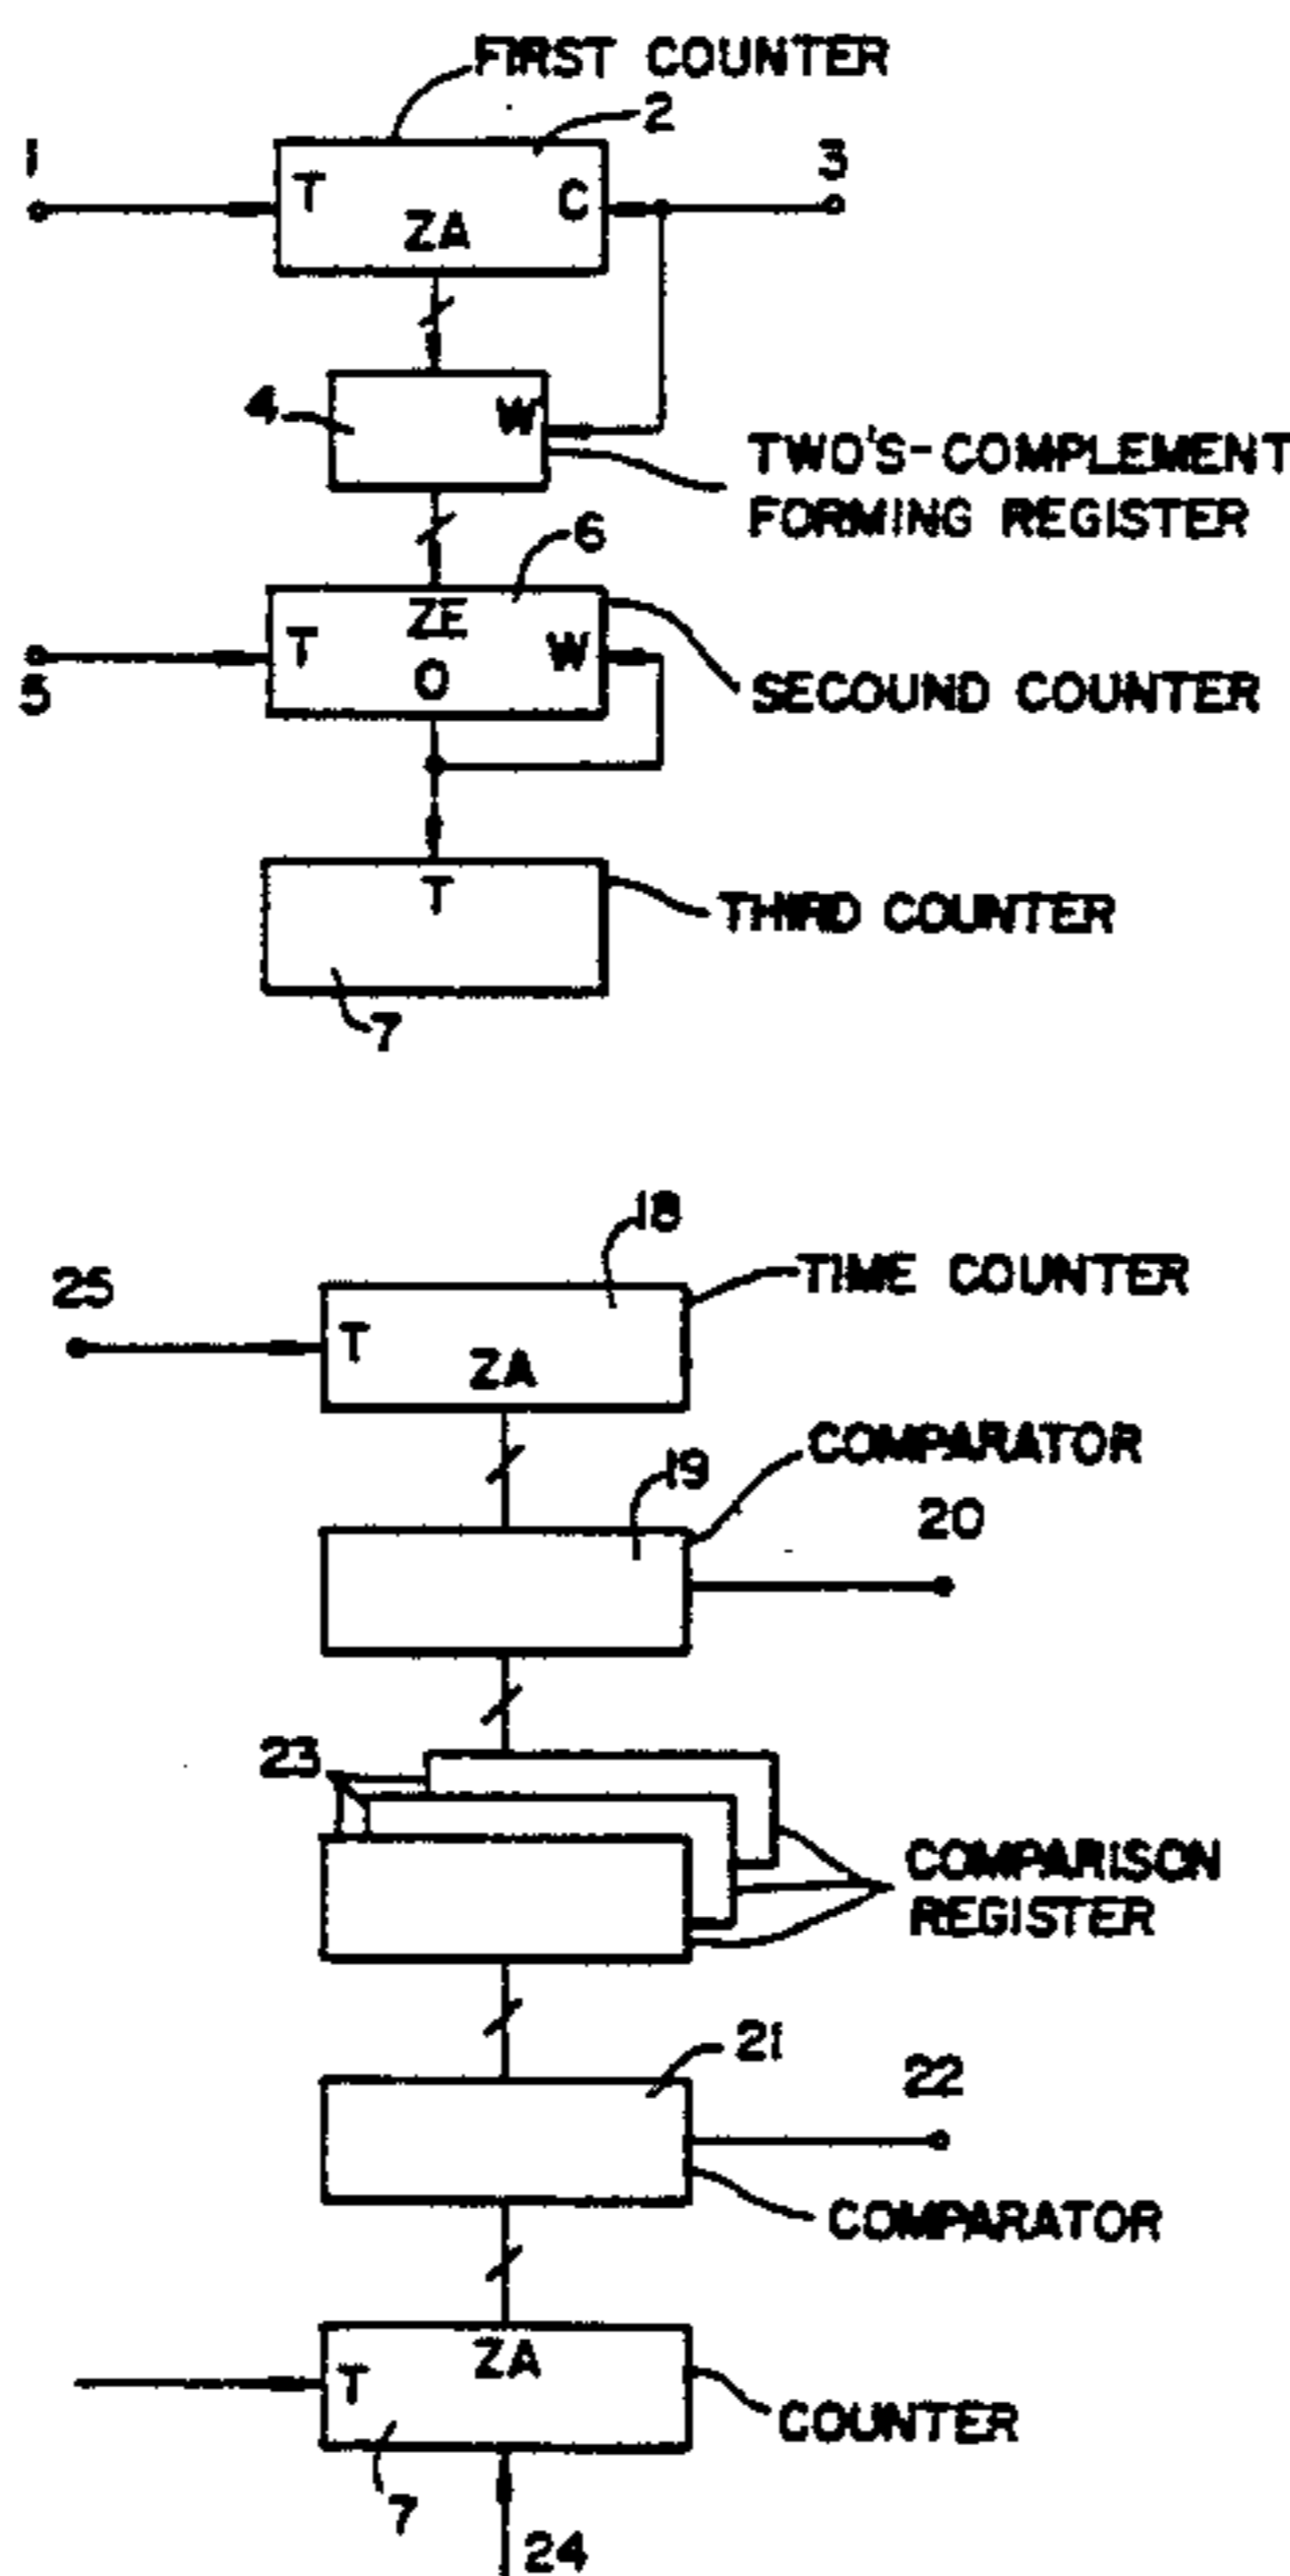 FIRST COUNTER
2
1
3
T
C
ZA
4
W
TWO'S-COMPLEMENT
FORMING REGISTER
6
ZE
T
W
O
5
SECOUND COUNTER
T
THIRD COUNTER
7
18
TIME COUNTER
25
T
ZA
COMPARATOR
19
20
23
COMPARISON
REGISTER
21
22
COMPARATOR
ZA
T
COUNTER
7
24